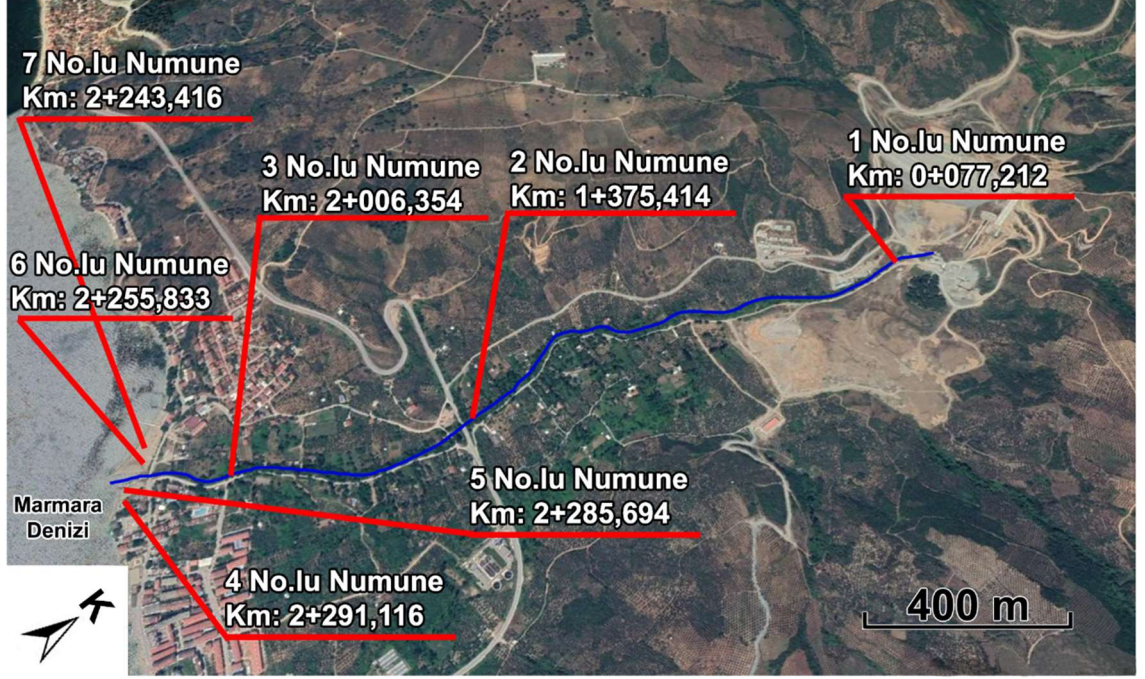 7 No.lu Numune
Km: 2+243,416
3 No.lu Numune
Km: 2+006,354
2 No.lu Numune
Km: 1+375,414
1 No.lu Numune
Km: 0+077,212
6 No.lu Numune
Km: 2+255,833
5 No.lu Numune
Km: 2+285,694
Marmara
Denizi
4 No.lu Numune
Km: 2+291,116
K
400 m